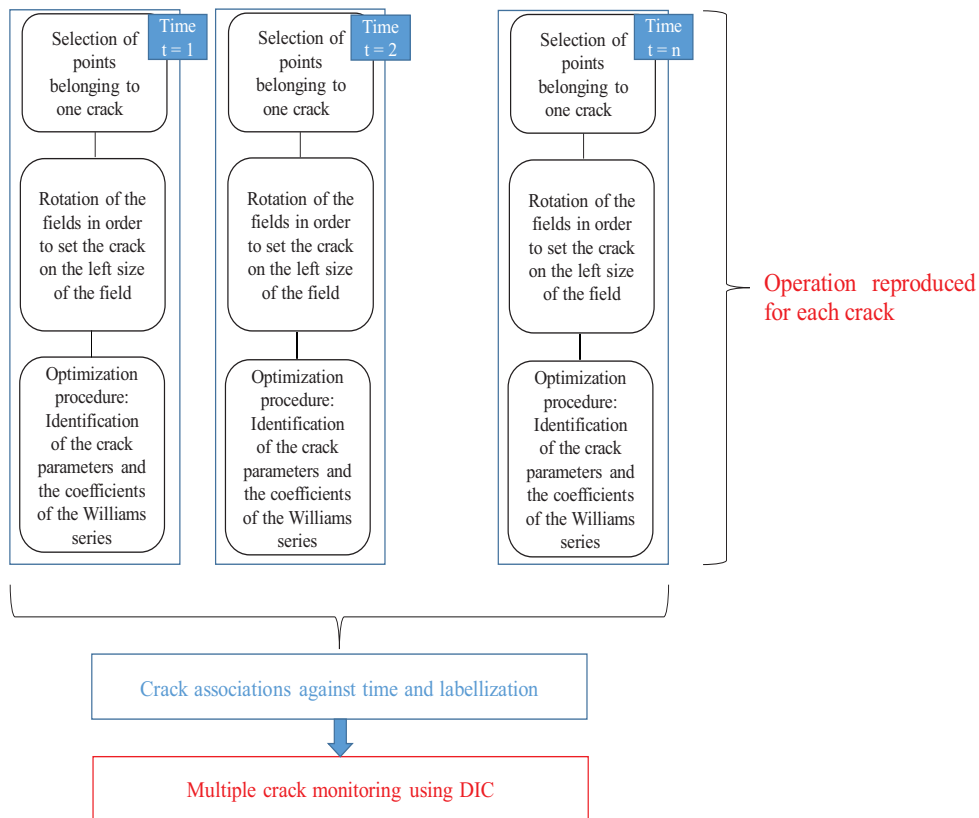 Time
t = 1
Selection of
points
belonging to
one crack
Rotation of the
fields in order
to set the crack
on the left size
of the field
Optimization
procedure:
Identification
of the crack
parameters and
the coefficients
of the Williams
series
Time
t = 2
Selection of
points
belonging to
one crack
Rotation of the
fields in order
to set the crack
on the left size
of the field
Optimization
procedure:
Identification
of the crack
parameters and
the coefficients
of the Williams
series
Time
t = n
Selection of
points
belonging to
one crack
Rotation of the
fields in order
to set the crack
on the left size
of the field
Optimization
procedure:
Identification
of the crack
parameters and
the coefficients
of the Williams
series
Operation reproduced
for each crack
Crack associations against time and labellization
Multiple crack monitoring using DIC